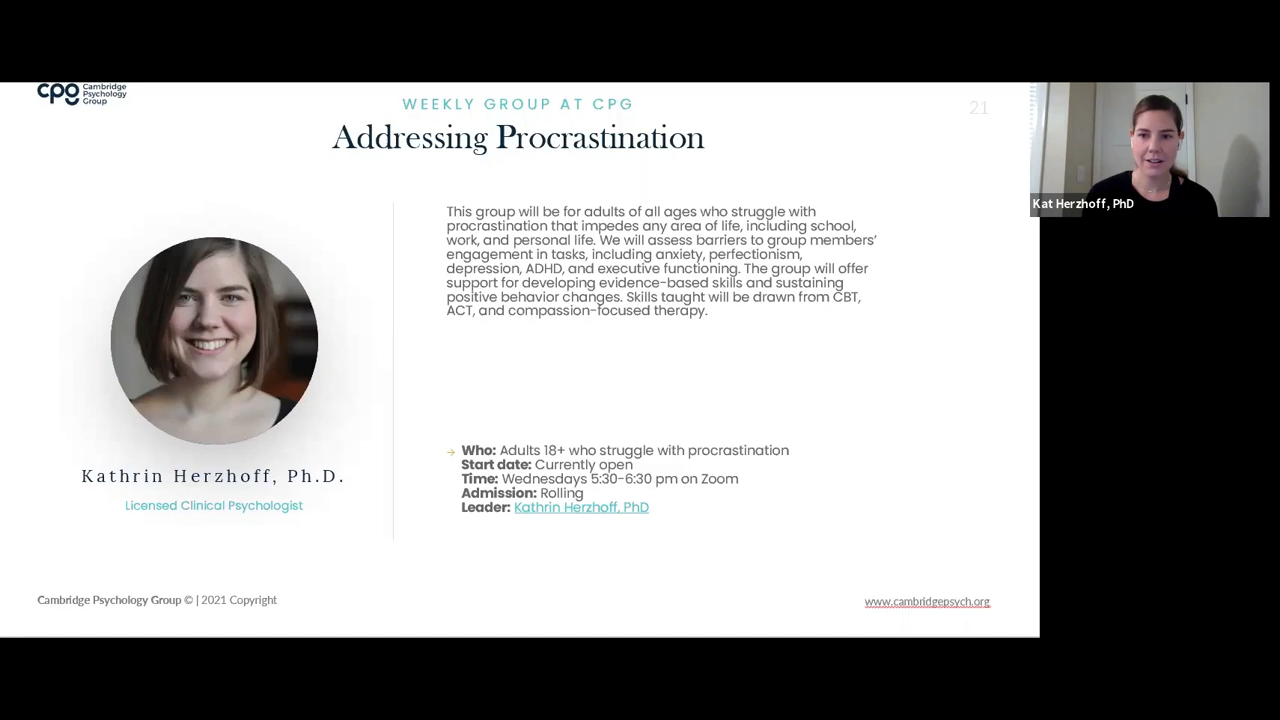 cpg Cambridge
Psychology
Group
WEEKLY GROUP AT CPG
21
Addressing Procrastination
This group will be for adults of all ages who struggle with
procrastination that impedes any area of life, including school,
work, and personal life. We will assess barriers to group members’
engagement in tasks, including anxiety, perfectionism,
depression, ADHD, and executive functioning. The group will offer
support for developing evidence-based skills and sustaining
positive behavior changes. Skills taught will be drawn from CBT,
ACT, and compassion-focused therapy.
Kathrin Herzhoff, Ph.D.
Licensed Clinical Psychologist
→ Who: Adults 18+ who struggle with procrastination
Start date: Currently open
Time: Wednesdays 5:30-6:30 pm on Zoom
Admission: Rolling
Leader: Kathrin Herzhoff, PhD
Cambridge Psychology Group © | 2021 Copyright
www.cambridgepsych.org
Kat Herzhoff, PhD